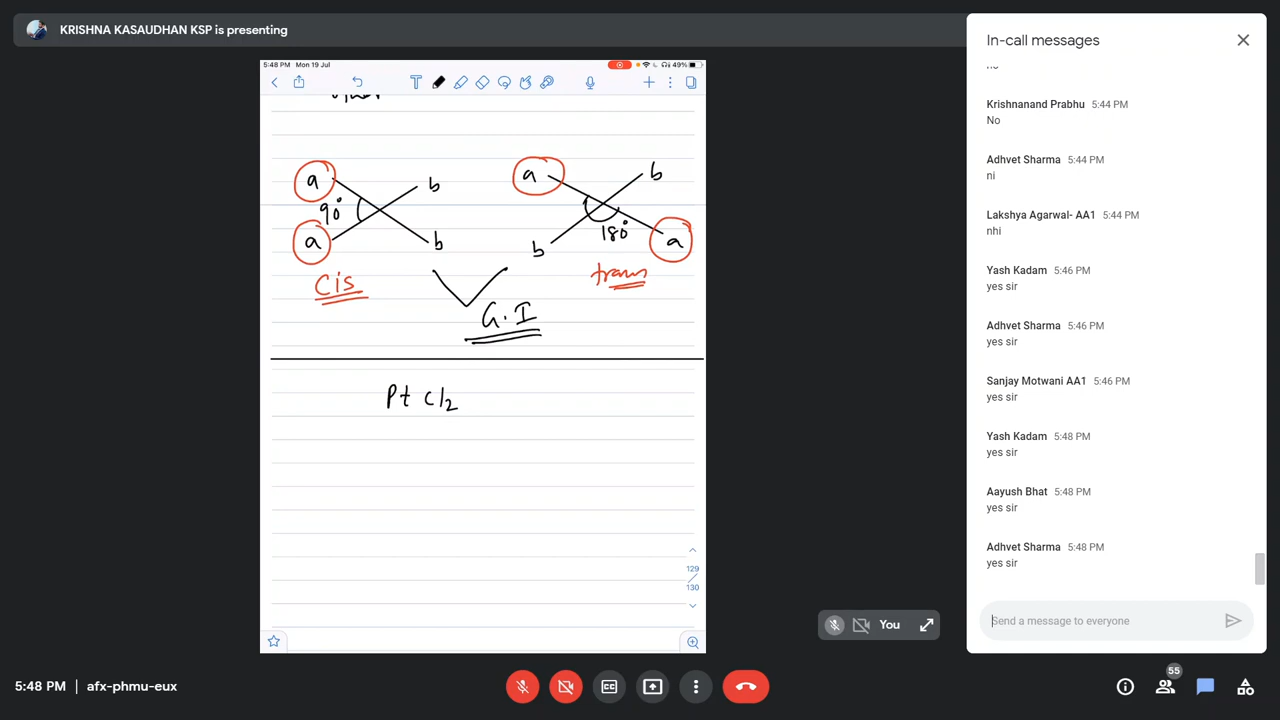 KRISHNA KASAUDHAN KSP is presenting
5:48 PM Mon 19 Jul
49%
a b
90°
a b
cis
a b
180°
b a
trans
G.I
Pt Cl2
129
130
You
5:48 PM | afx-phmu-eux
In-call messages
Krishnanand Prabhu 5:44 PM
No
Adhvet Sharma 5:44 PM
ni
Lakshya Agarwal- AA1 5:44 PM
nhi
Yash Kadam 5:46 PM
yes sir
Adhvet Sharma 5:46 PM
yes sir
Sanjay Motwani AA1 5:46 PM
yes sir
Yash Kadam 5:48 PM
yes sir
Aayush Bhat 5:48 PM
yes sir
Adhvet Sharma 5:48 PM
yes sir
Send a message to everyone
55